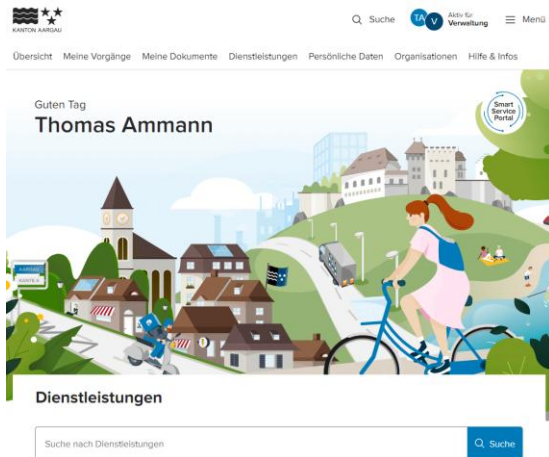 KANTON AARGAU
Suche
TA V
Aktiv für
Verwaltung
Menü
Übersicht Meine Vorgänge Meine Dokumente Dienstleistungen Persönliche Daten Organisationen Hilfe & Infos
Guten Tag
Thomas Ammann
Smart
Service
Portal
AARGAU
Dienstleistungen
Suche nach Dienstleistungen
Suche